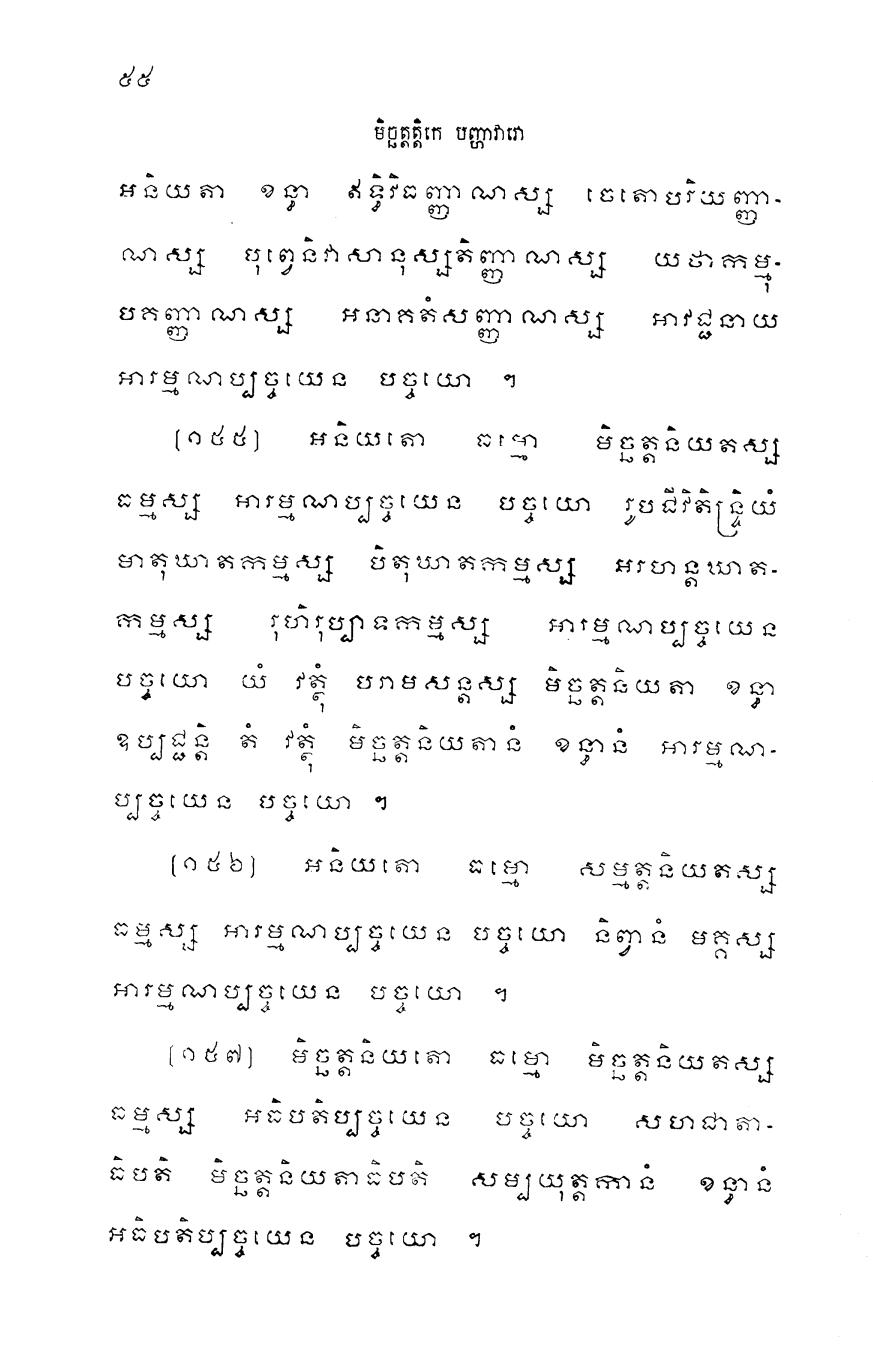 ៥៥
មិច្ឆត្តត្តិកេ បញ្ហាវារោ
អនិយតា ខន្ធា ឥទ្ធិវិធញ្ញាណស្ស ចេតោបរិយញ្ញា-
ណស្ស បុព្វេនិវាសានុស្សតិញ្ញាណស្ស យថាកម្មុ-
បគញ្ញាណស្ស អនាគតំសញ្ញាណស្ស អាវជ្ជនាយ
អារម្មណប្បច្ចយេន បច្ចយោ ។
(១៥៥) អនិយតោ ធម្មោ មិច្ឆត្តនិយតស្ស
ធម្មស្ស អារម្មណប្បច្ចយេន បច្ចយោ រូបជីវិតិន្ទ្រិយំ
មាតុឃាតកម្មស្ស បិតុឃាតកម្មស្ស អរហន្តឃាត-
កម្មស្ស រុហិរុប្បាទកម្មស្ស អារម្មណប្បច្ចយេន
បច្ចយោ យំ វត្ថុំ បរាមសន្តស្ស មិច្ឆត្តនិយតា ខន្ធា
ឧប្បជ្ជន្តិ តំ វត្ថុំ មិច្ឆត្តនិយតានំ ខន្ធានំ អារម្មណ-
ប្បច្ចយេន បច្ចយោ ។
(១៥៦) អនិយតោ ធម្មោ សម្មត្តនិយតស្ស
ធម្មស្ស អារម្មណប្បច្ចយេន បច្ចយោ និព្វានំ មគ្គស្ស
អារម្មណប្បច្ចយេន បច្ចយោ ។
(១៥៧) មិច្ឆត្តនិយតោ ធម្មោ មិច្ឆត្តនិយតស្ស
ធម្មស្ស អធិបតិប្បច្ចយេន បច្ចយោ សហជាតា-
ធិបតិ មិច្ឆត្តនិយតាធិបតិ សម្បយុត្តកានំ ខន្ធានំ
អធិបតិប្បច្ចយេន បច្ចយោ ។